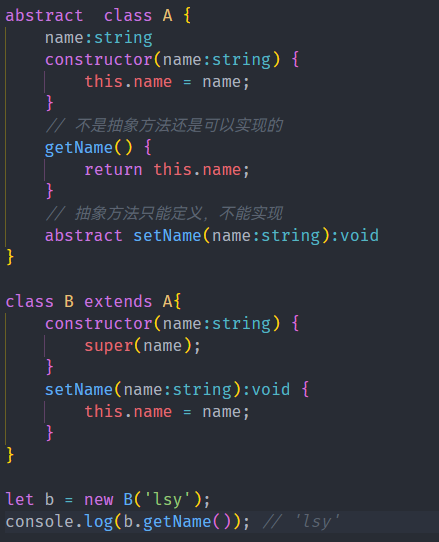 abstract  class A {
    name:string
    constructor(name:string) {
        this.name = name;
    }
    // 不是抽象方法还是可以实现的
    getName() {
        return this.name;
    }
    // 抽象方法只能定义，不能实现
    abstract setName(name:string):void
}

class B extends A{
    constructor(name:string) {
        super(name);
    }
    setName(name:string):void {
        this.name = name;
    }
}

let b = new B('lsy');
console.log(b.getName()); // 'lsy'